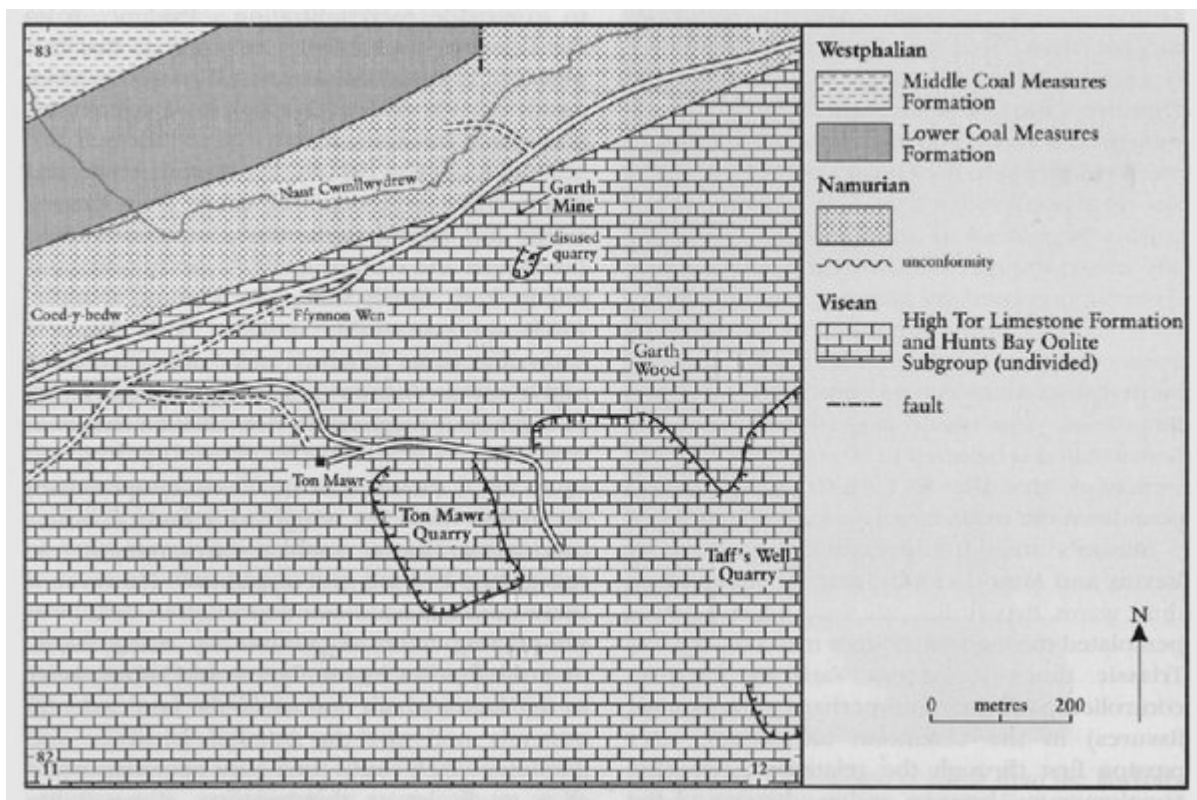 83
Nant Cwmllwydrew
Garth
Mine
disused
quarry
Coed-y-bedw
Ffynnon Wen
Garth
Wood
Ton Mawr
Ton Mawr
Quarry
Taff's Well
Quarry
82
11
12
Westphalian
Middle Coal Measures
Formation
Lower Coal Measures
Formation
Namurian
unconformity
Visean
High Tor Limestone Formation
and Hunts Bay Oolite
Subgroup (undivided)
fault
N
0 metres 200